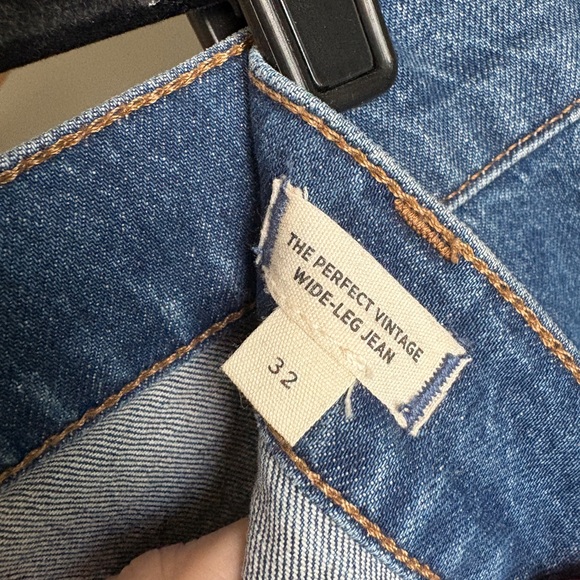 THE PERFECT VINTAGE
WIDE-LEG JEAN
32